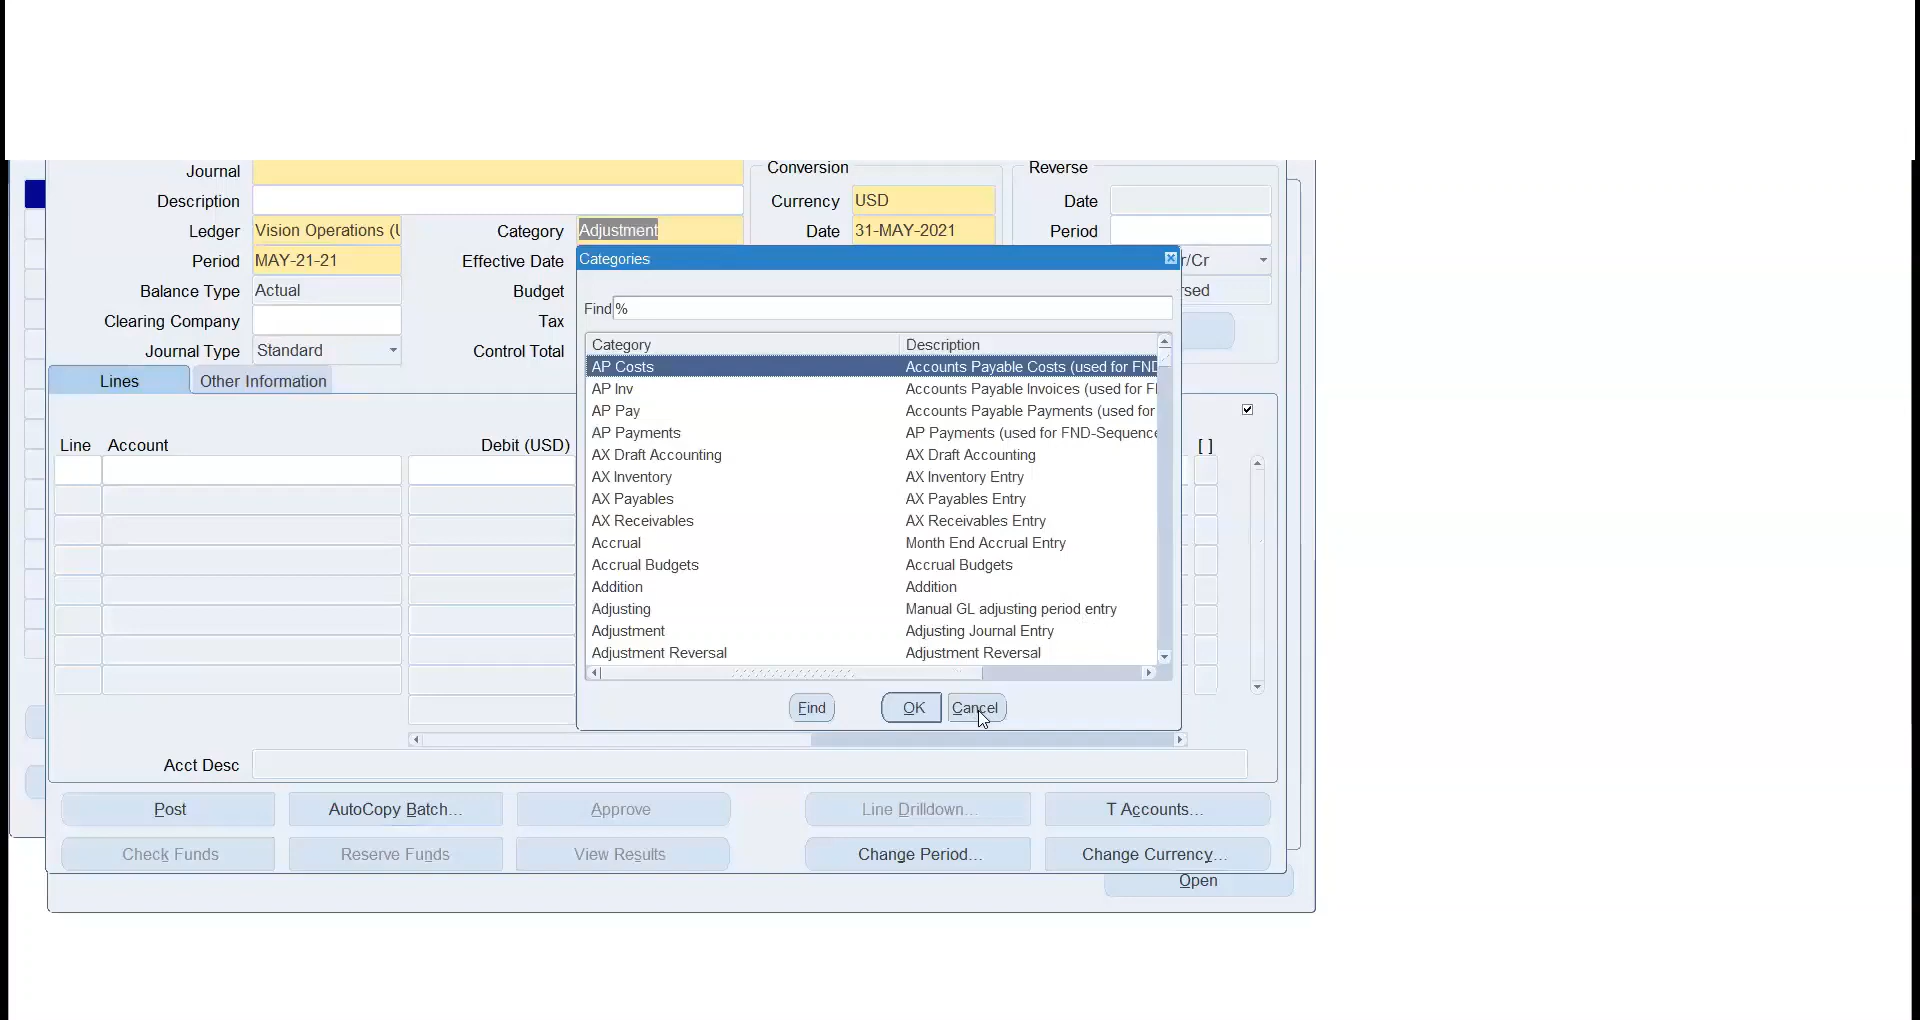 Journal
Conversion
Reverse
Description
Currency USD
Date
Ledger Vision Operations (U
Category Adjustment
Date 31-MAY-2021
Period
Period MAY-21-21
Effective Date
Categories
r/Cr
Balance Type Actual
Budget
rsed
Clearing Company
Tax
Find %
Journal Type Standard
Control Total
Category Description
AP Costs Accounts Payable Costs (used for FND
AP Inv Accounts Payable Invoices (used for F
AP Pay Accounts Payable Payments (used for
AP Payments AP Payments (used for FND-Sequence
AX Draft Accounting AX Draft Accounting
AX Inventory AX Inventory Entry
AX Payables AX Payables Entry
AX Receivables AX Receivables Entry
Accrual Month End Accrual Entry
Accrual Budgets Accrual Budgets
Addition Addition
Adjusting Manual GL adjusting period entry
Adjustment Adjusting Journal Entry
Adjustment Reversal Adjustment Reversal
Find OK Cancel
Lines Other Information
Line Account Debit (USD) [ ]
Acct Desc
Post AutoCopy Batch... Approve Line Drilldown... T Accounts...
Check Funds Reserve Funds View Results Change Period... Change Currency...
Open